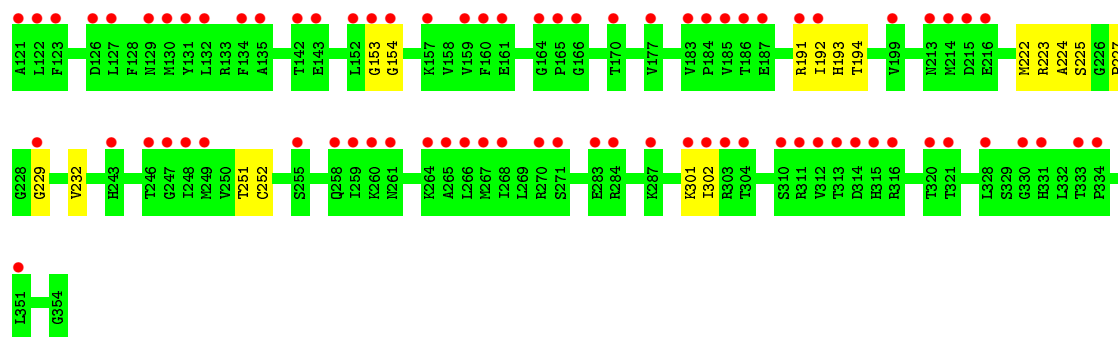 A121 L122 F123 D126 L127 F128 N129 M130 Y131 L132 R133 F134 A135 T142 E143 L152 G153 G154 K157 V158 V159 F160 E161 G164 P165 G166 T170 V177 V183 P184 V185 T186 E187 R191 I192 H193 T194 V199 N213 M214 D215 E216 M222 R223 A224 S225 G226 P227
G228 G229 V232 H243 T246 G247 I248 M249 V250 T251 C252 S255 Q258 I259 K260 N261 K264 A265 L266 M267 I268 L269 R270 S271 E283 R284 K287 K301 I302 R303 T304 S310 R311 V312 T313 D314 H315 R316 T320 T321 L328 S329 G330 H331 L332 T333 P334
L351 G354